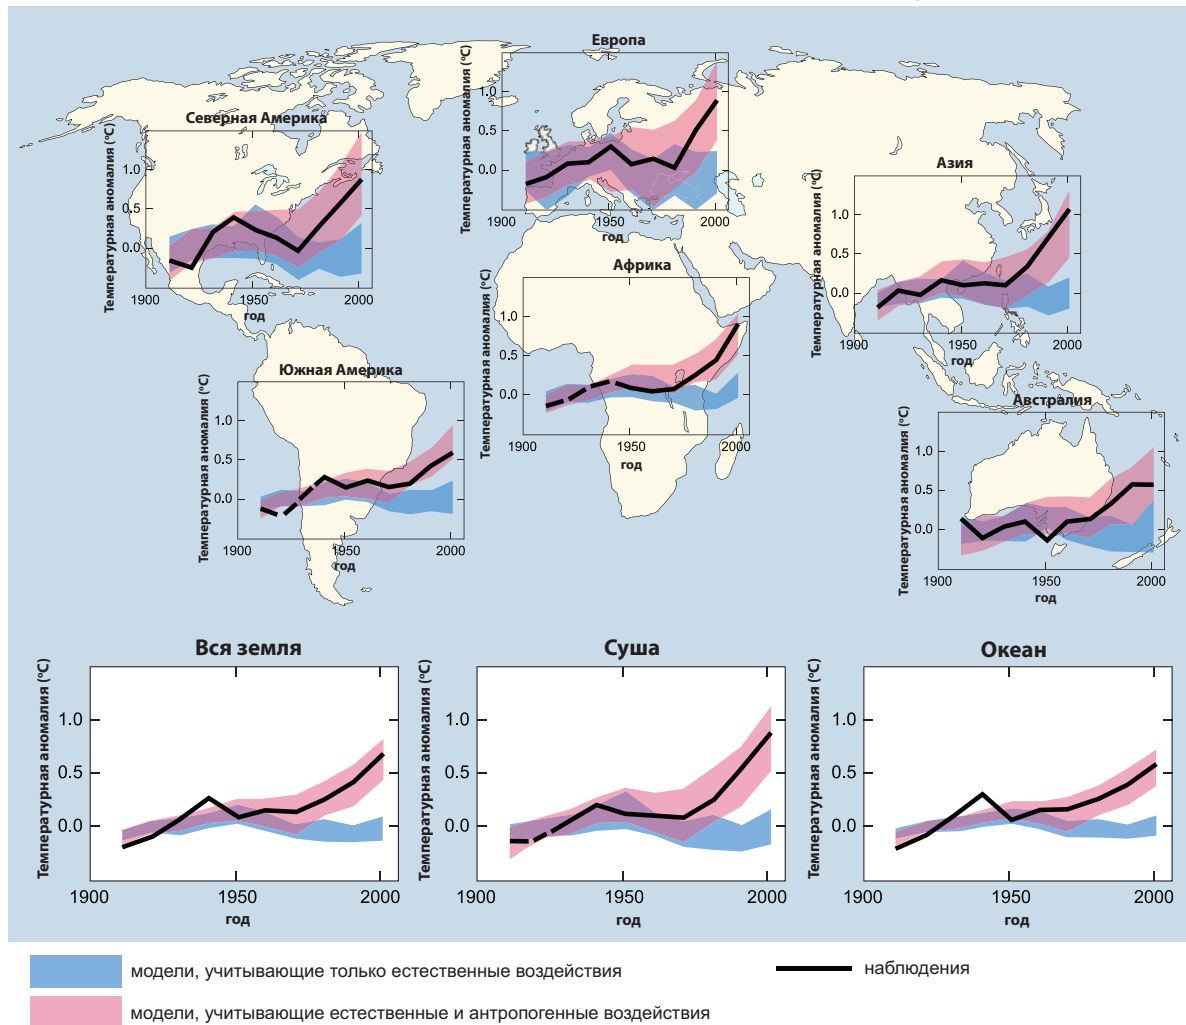 Европа
Температурная аномалия (°C)
1.0
0.5
0.0
1900
1950
2000
год
Северная Америка
Температурная аномалия (°C)
1.0
0.5
0.0
1900
1950
2000
год
Азия
Температурная аномалия (°C)
1.0
0.5
0.0
1900
1950
2000
год
Африка
Температурная аномалия (°C)
1.0
0.5
0.0
1900
1950
2000
год
Южная Америка
Температурная аномалия (°C)
1.0
0.5
0.0
1900
1950
2000
год
Австралия
Температурная аномалия (°C)
1.0
0.5
0.0
1900
1950
2000
год
Вся земля
Температурная аномалия (°C)
1.0
0.5
0.0
1900
1950
2000
год
Суша
Температурная аномалия (°C)
1.0
0.5
0.0
1900
1950
2000
год
Океан
Температурная аномалия (°C)
1.0
0.5
0.0
1900
1950
2000
год
модели, учитывающие только естественные воздействия
наблюдения
модели, учитывающие естественные и антропогенные воздействия